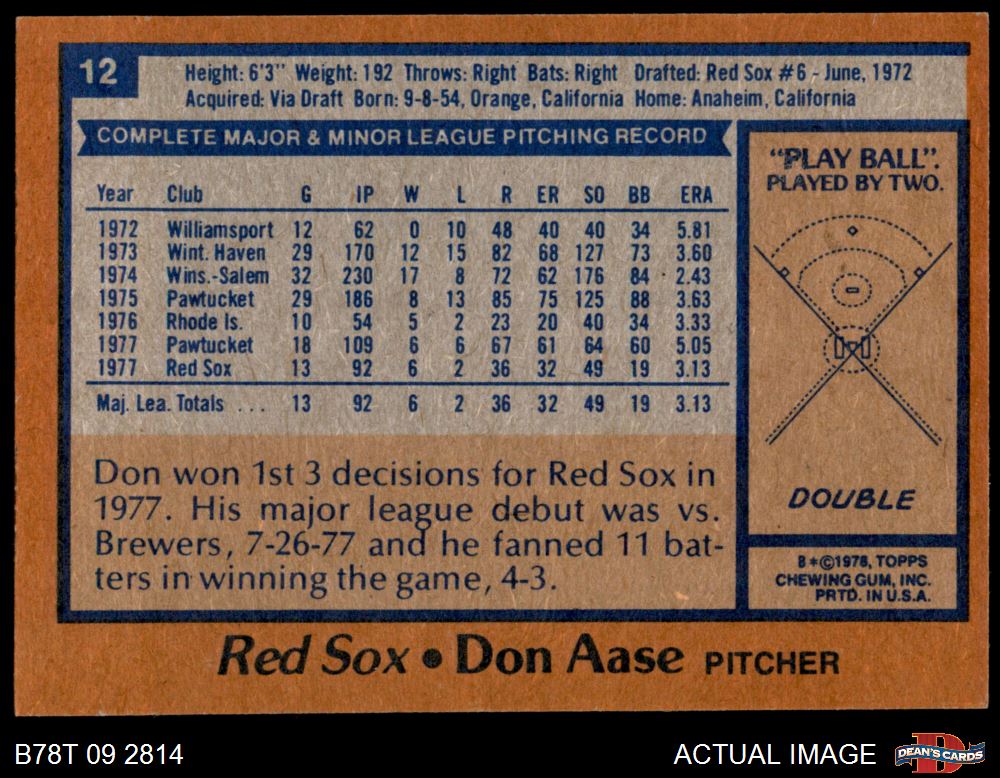 12
Height: 6'3" Weight: 192 Throws: Right Bats: Right Drafted: Red Sox #6 - June, 1972
Acquired: Via Draft Born: 9-8-54, Orange, California Home: Anaheim, California
COMPLETE MAJOR & MINOR LEAGUE PITCHING RECORD
Year Club G IP W L R ER SO BB ERA
1972 Williamsport 12 62 0 10 48 40 40 34 5.81
1973 Wint. Haven 29 170 12 15 82 68 127 73 3.60
1974 Wins.-Salem 32 230 17 8 72 62 176 84 2.43
1975 Pawtucket 29 186 8 13 85 75 125 88 3.63
1976 Rhode Is. 10 54 5 2 23 20 40 34 3.33
1977 Pawtucket 18 109 6 6 67 61 64 60 5.05
1977 Red Sox 13 92 6 2 36 32 49 19 3.13
Maj. Lea. Totals ... 13 92 6 2 36 32 49 19 3.13
Don won 1st 3 decisions for Red Sox in
1977. His major league debut was vs.
Brewers, 7-26-77 and he fanned 11 bat-
ters in winning the game, 4-3.
"PLAY BALL".
PLAYED BY TWO.
DOUBLE
B*©1978, TOPPS
CHEWING GUM, INC.
PRTD. IN U.S.A.
Red Sox • Don Aase PITCHER
B78T 09 2814
ACTUAL IMAGE
DEAN'S CARDS